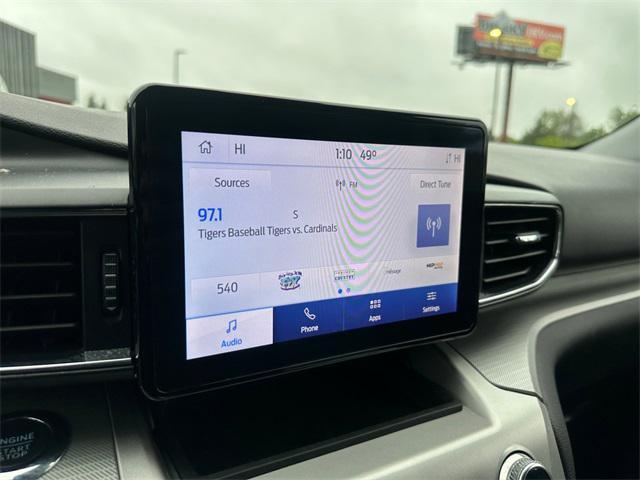 HI
1:10 49°
HI
Sources
FM
Direct Tune
97.1
S
Tigers Baseball Tigers vs. Cardinals
540
Audio
Phone
Apps
Settings
ENGINE
START
STOP